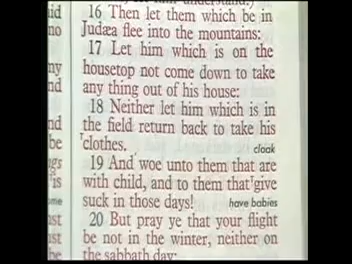 understand:)
16 Then let them which be in
Judæa flee into the mountains:
17 Let him which is on the
housetop not come down to take
any thing out of his house:
18 Neither let him which is in
the field return back to take his
clothes. cloak
19 And woe unto them that are
with child, and to them that give
suck in those days! have babies
20 But pray ye that your flight
be not in the winter, neither on
the sabbath day: